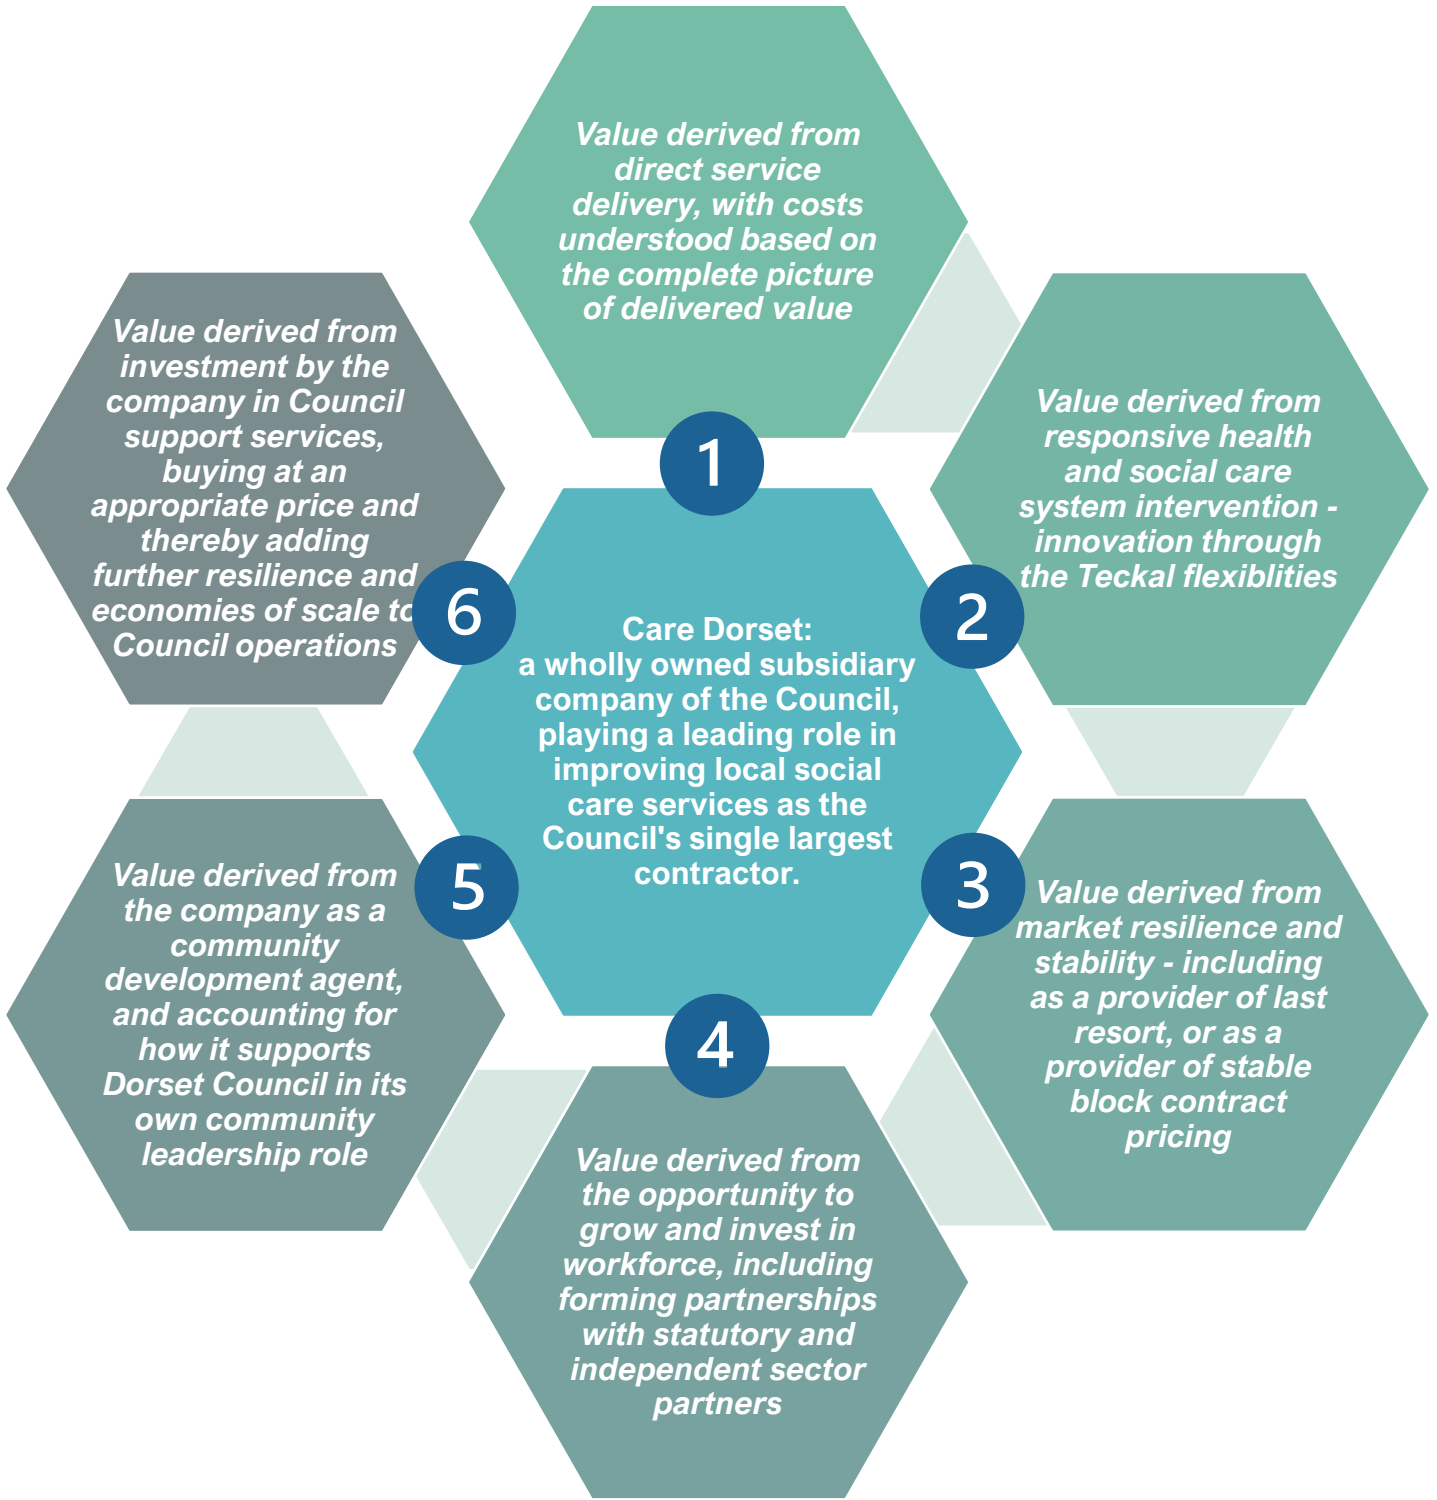 Value derived from
direct service
delivery, with costs
understood based on
the complete picture
of delivered value
1
Value derived from
responsive health
and social care
system intervention -
innovation through
the Teckal flexiblities
2
Value derived from
market resilience and
stability - including
as a provider of last
resort, or as a
provider of stable
block contract
pricing
3
Value derived from
the opportunity to
grow and invest in
workforce, including
forming partnerships
with statutory and
independent sector
partners
4
Value derived from
the company as a
community
development agent,
and accounting for
how it supports
Dorset Council in its
own community
leadership role
5
Value derived from
investment by the
company in Council
support services,
buying at an
appropriate price and
thereby adding
further resilience and
economies of scale to
Council operations
6
Care Dorset:
a wholly owned subsidiary
company of the Council,
playing a leading role in
improving local social
care services as the
Council's single largest
contractor.